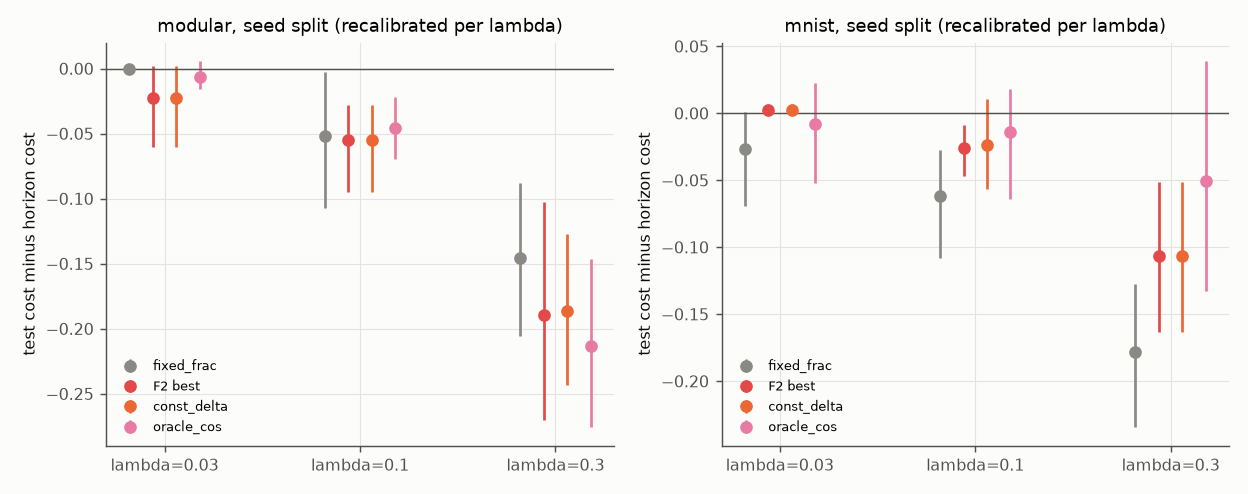 modular, seed split (recalibrated per lambda)
test cost minus horizon cost
0.00
−0.05
−0.10
−0.15
−0.20
−0.25
fixed_frac
F2 best
const_delta
oracle_cos
lambda=0.03
lambda=0.1
lambda=0.3
mnist, seed split (recalibrated per lambda)
test cost minus horizon cost
0.05
0.00
−0.05
−0.10
−0.15
−0.20
fixed_frac
F2 best
const_delta
oracle_cos
lambda=0.03
lambda=0.1
lambda=0.3